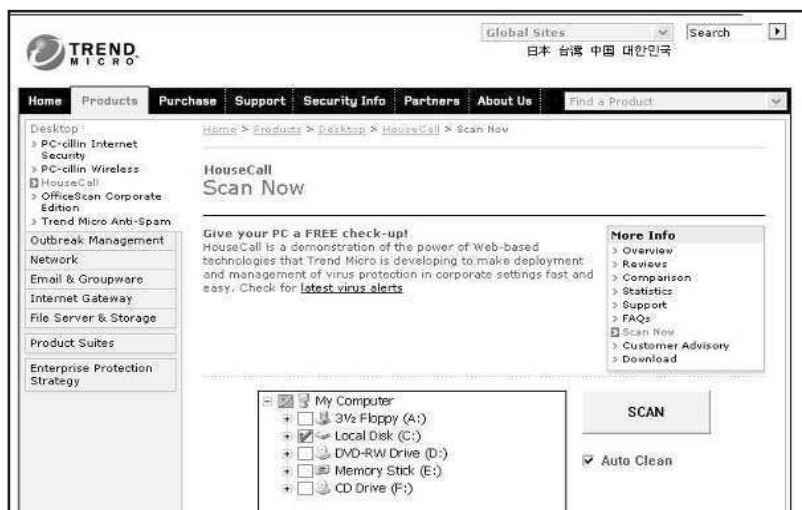 Global Sites
Search
日本 台湾 中国 대한민국
TREND
MICRO
Home Products Purchase Support Security Info Partners About Us
Find a Product
Desktop
> PC-cillin Internet Security
> PC-cillin Wireless
HouseCall
> OfficeScan Corporate Edition
> Trend Micro Anti-Spam
Outbreak Management
Network
Email & Groupware
Internet Gateway
File Server & Storage
Product Suites
Enterprise Protection Strategy
Home > Products > Desktop > HouseCall > Scan Now
HouseCall
Scan Now
Give your PC a FREE check-up!
HouseCall is a demonstration of the power of Web-based
technologies that Trend Micro is developing to make deployment
and management of virus protection in corporate settings fast and
easy. Check for latest virus alerts
More Info
> Overview
> Reviews
> Comparison
> Statistics
> Support
> FAQs
Scan Now
> Customer Advisory
> Download
My Computer
3½ Floppy (A:)
Local Disk (C:)
DVD-RW Drive (D:)
Memory Stick (E:)
CD Drive (F:)
SCAN
Auto Clean